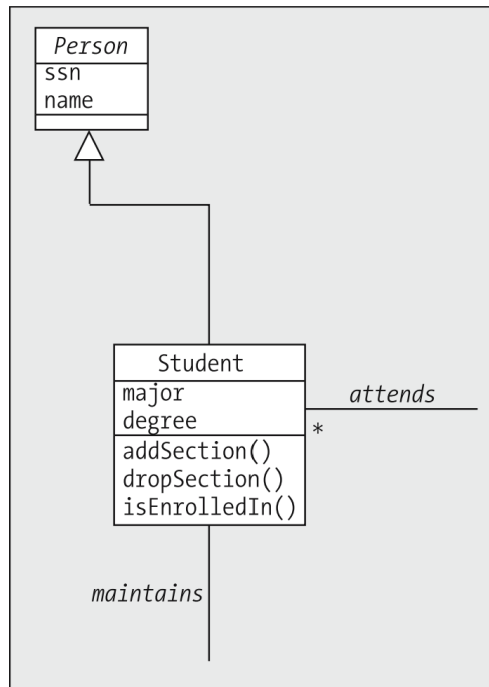 Person
ssn
name
Student
major
degree
addSection()
dropSection()
isEnrolledIn()
attends
*
maintains